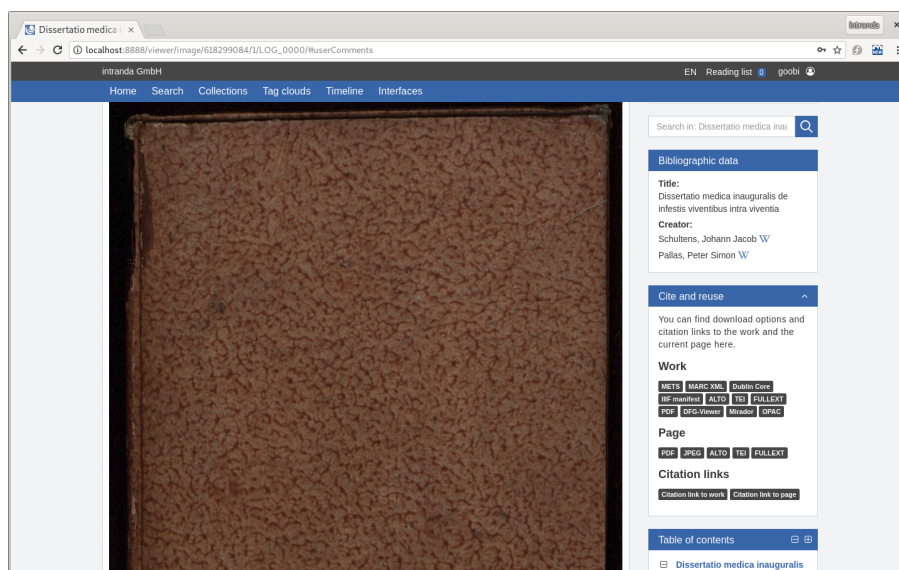 Dissertatio medica i
intranda
localhost:8888/viewer/image/618299084/1/LOG_0000/#userComments
intranda GmbH
EN Reading list 0 goobi
Home Search Collections Tag clouds Timeline Interfaces
Search in: Dissertatio medica inau
Bibliographic data
Title:
Dissertatio medica inauguralis de
infestis viventibus intra viventia
Creator:
Schultens, Johann Jacob W
Pallas, Peter Simon W
Cite and reuse
You can find download options and
citation links to the work and the
current page here.
Work
METS MARC XML Dublin Core
IIIF manifest ALTO TEI FULLEXT
PDF DFG-Viewer Mirador OPAC
Page
PDF JPEG ALTO TEI FULLEXT
Citation links
Citation link to work Citation link to page
Table of contents
Dissertatio medica inauguralis